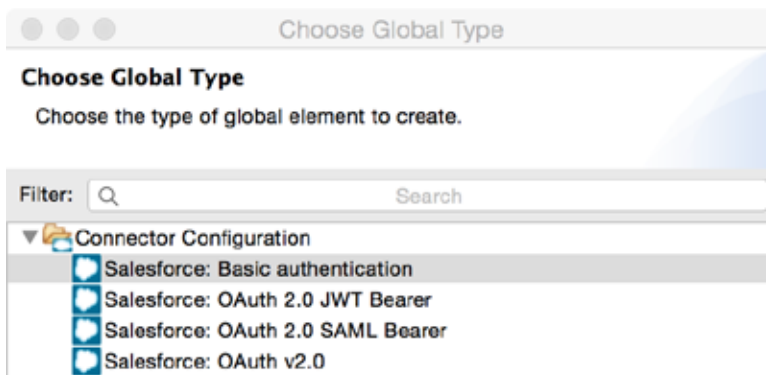 Choose Global Type
Choose Global Type
Choose the type of global element to create.
Filter: Search
Connector Configuration
Salesforce: Basic authentication
Salesforce: OAuth 2.0 JWT Bearer
Salesforce: OAuth 2.0 SAML Bearer
Salesforce: OAuth v2.0